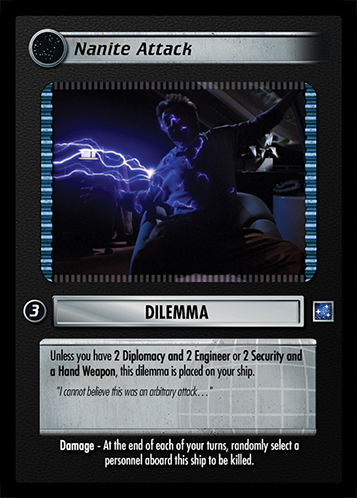 Nanite Attack
3
DILEMMA
Unless you have 2 Diplomacy and 2 Engineer or 2 Security and
a Hand Weapon, this dilemma is placed on your ship.
"I cannot believe this was an arbitrary attack…"
Damage - At the end of each of your turns, randomly select a
personnel aboard this ship to be killed.